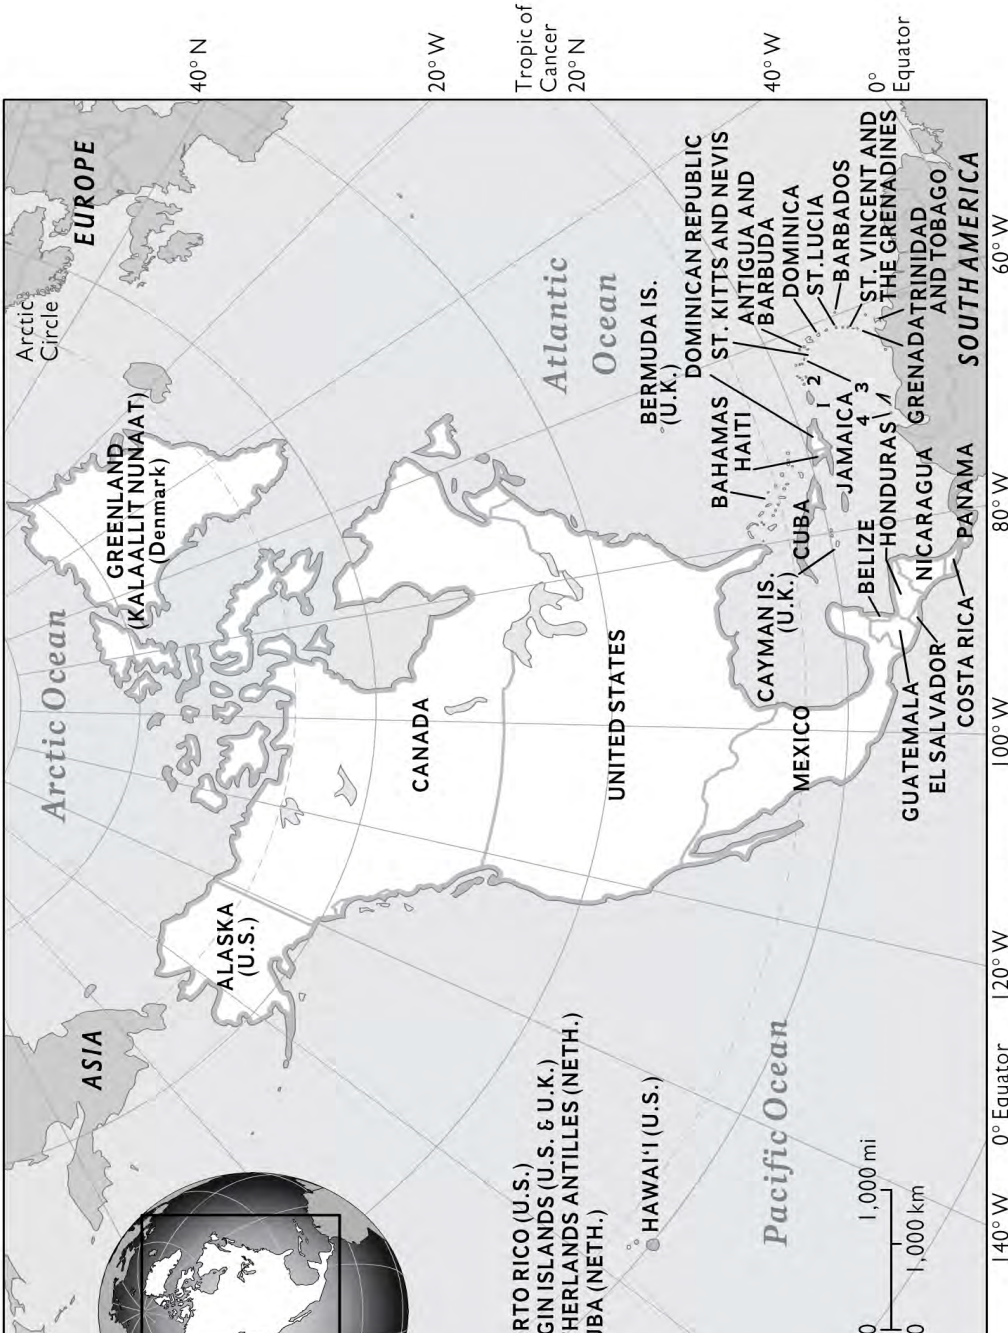 40° N
20° W
Tropic of
Cancer
20° N
40° W
0°
Equator
EUROPE
Arctic
Circle
ASIA
Arctic Ocean
GREENLAND
(KALAALLIT NUNAAT)
(Denmark)
ALASKA
(U.S.)
CANADA
UNITED STATES
MEXICO
Atlantic
Ocean
BERMUDA IS.
(U.K.)
BAHAMAS
HAITI
DOMINICAN REPUBLIC
ST. KITTS AND NEVIS
ANTIGUA AND
BARBUDA
DOMINICA
ST. LUCIA
BARBADOS
ST. VINCENT AND
THE GRENADINES
GRENADA
TRINIDAD
AND TOBAGO
SOUTH AMERICA
CUBA
CAYMAN IS.
(U.K.)
JAMAICA
1
2
3
4
BELIZE
HONDURAS
NICARAGUA
PANAMA
GUATEMALA
EL SALVADOR
COSTA RICA
Pacific Ocean
HAWAI'I (U.S.)
RTO RICO (U.S.)
GIN ISLANDS (U.S. & U.K.)
HERLANDS ANTILLES (NETH.)
UBA (NETH.)
0
1,000 mi
0
1,000 km
140° W
0° Equator
120° W
100° W
80° W
60° W